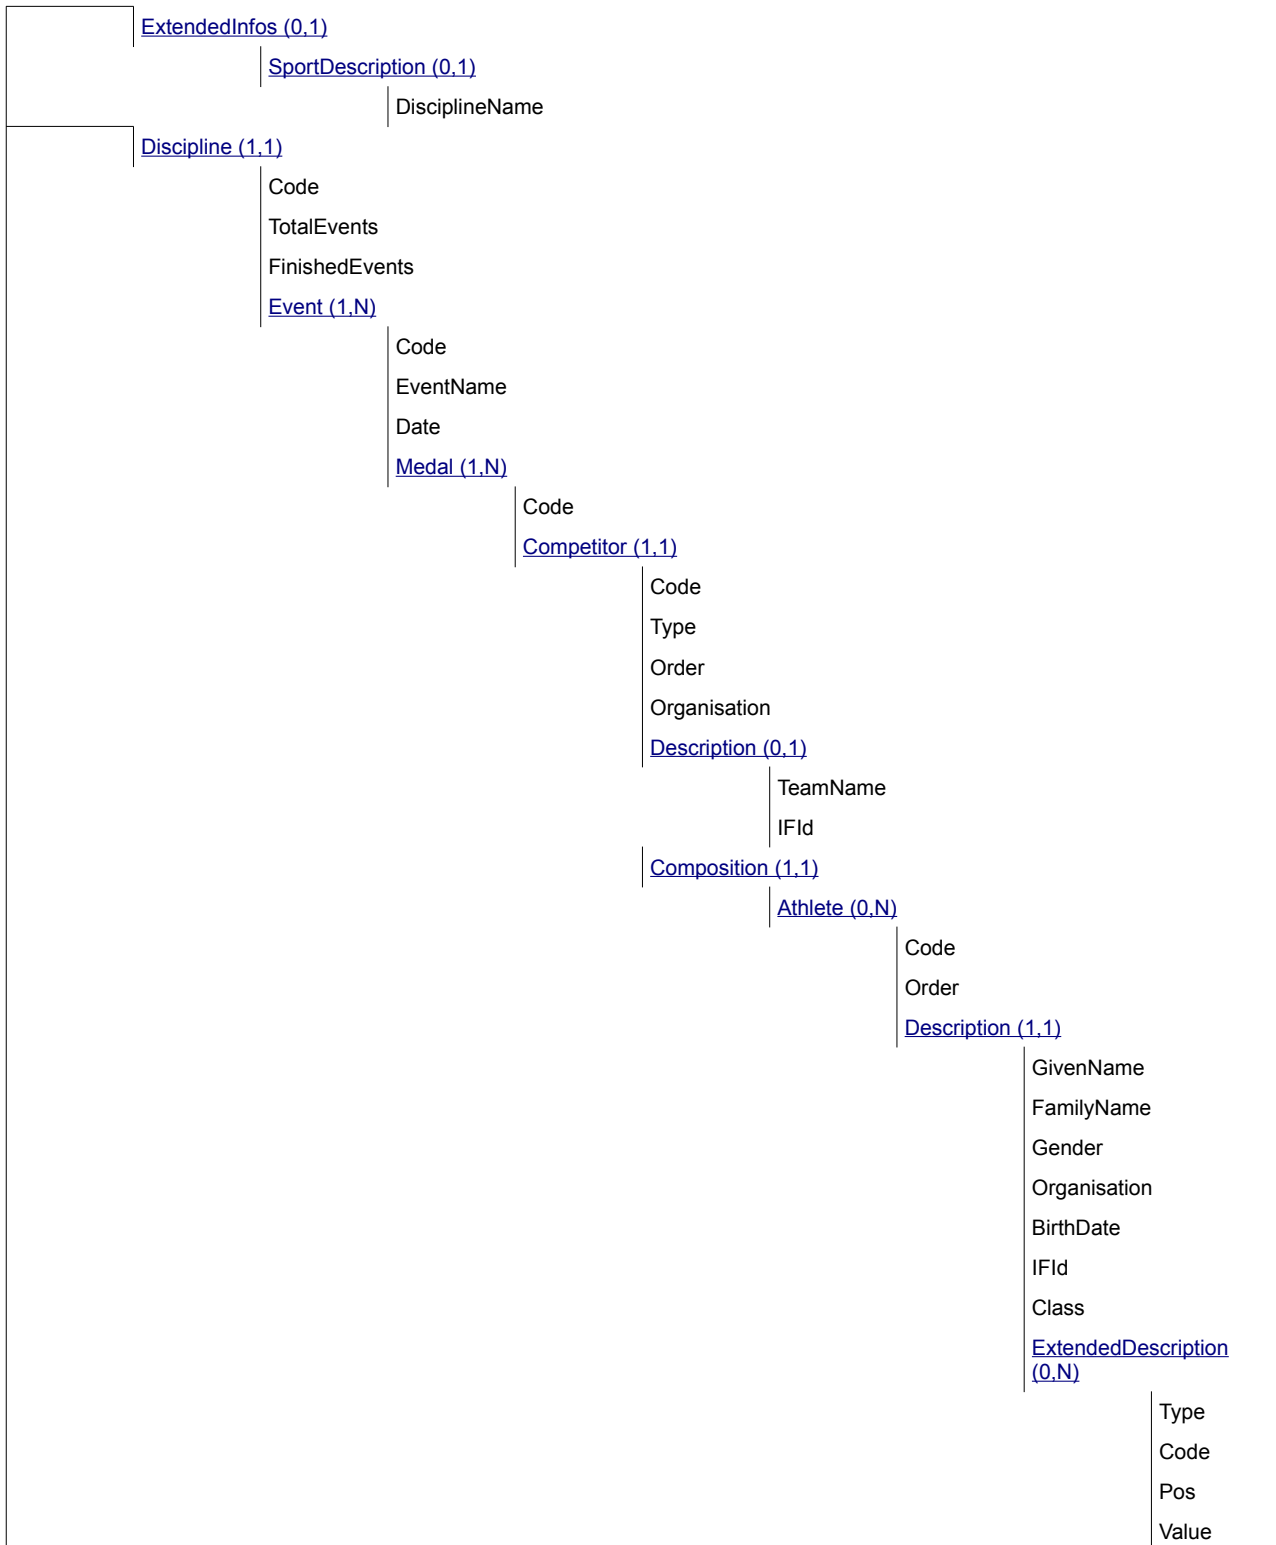 ExtendedInfos (0,1)
SportDescription (0,1)
DisciplineName
Discipline (1,1)
Code
TotalEvents
FinishedEvents
Event (1,N)
Code
EventName
Date
Medal (1,N)
Code
Competitor (1,1)
Code
Type
Order
Organisation
Description (0,1)
TeamName
IFId
Composition (1,1)
Athlete (0,N)
Code
Order
Description (1,1)
GivenName
FamilyName
Gender
Organisation
BirthDate
IFId
Class
ExtendedDescription
(0,N)
Type
Code
Pos
Value